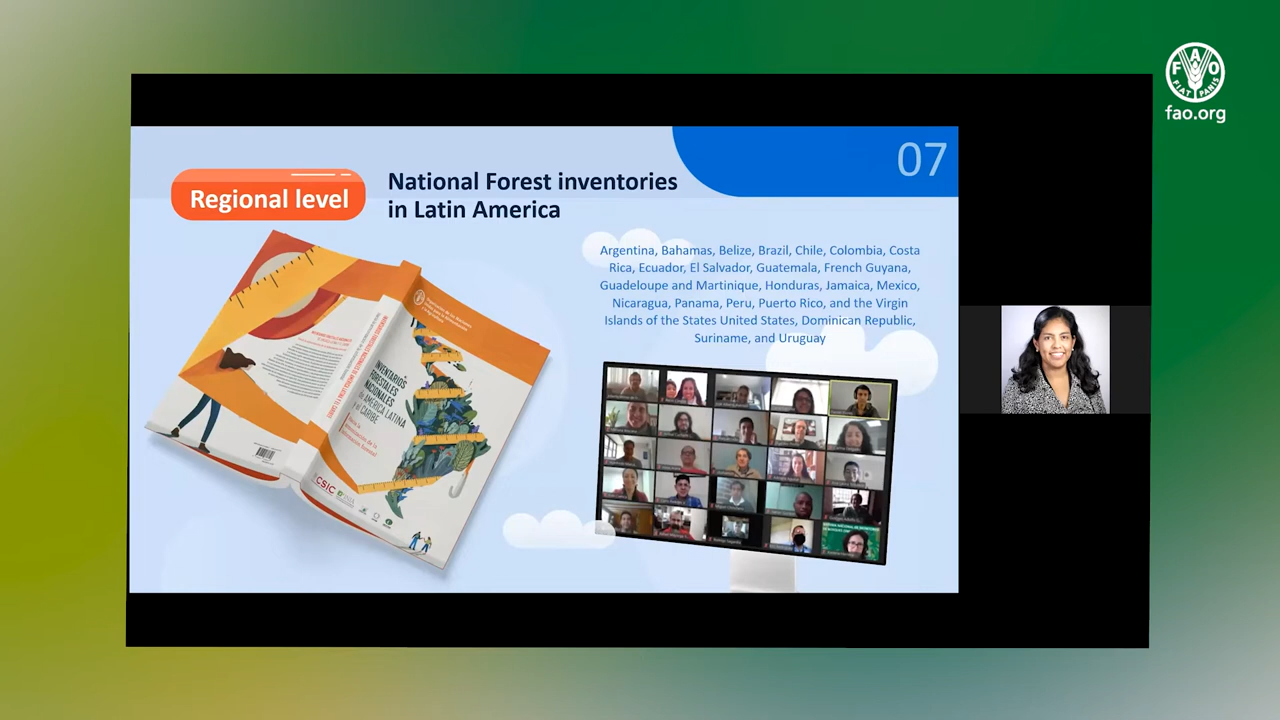 FAO
FIAT PANIS
fao.org
07
Regional level
National Forest inventories
in Latin America
Argentina, Bahamas, Belize, Brazil, Chile, Colombia, Costa
Rica, Ecuador, El Salvador, Guatemala, French Guyana,
Guadeloupe and Martinique, Honduras, Jamaica, Mexico,
Nicaragua, Panama, Peru, Puerto Rico, and the Virgin
Islands of the States United States, Dominican Republic,
Suriname, and Uruguay
INVENTARIOS
FORESTALES
NACIONALES
DE AMÉRICA LATINA
y el CARIBE
CSIC